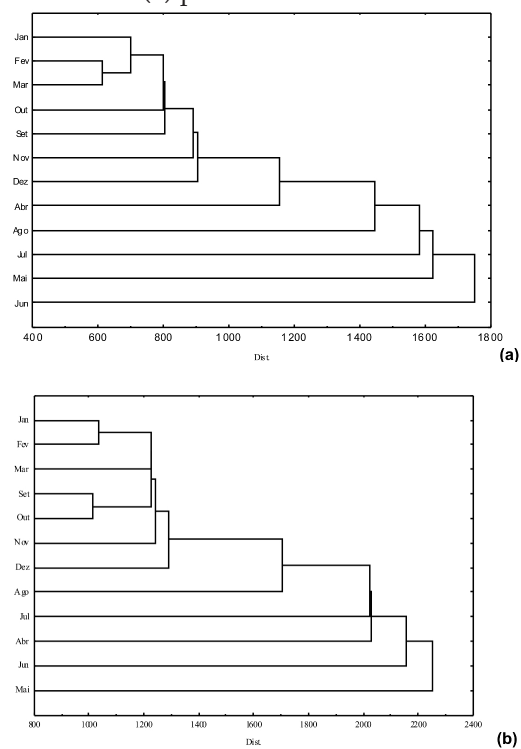 Jan
Fev
Mar
Out
Set
Nov
Dez
Abr
Ago
Jul
Mai
Jun
400 600 800 1000 1200 1400 1600 1800
Dist.
(a)
Jan
Fev
Mar
Set
Out
Nov
Dez
Ago
Jul
Abr
Jun
Mai
800 1000 1200 1400 1600 1800 2000 2200 2400
Dist.
(b)